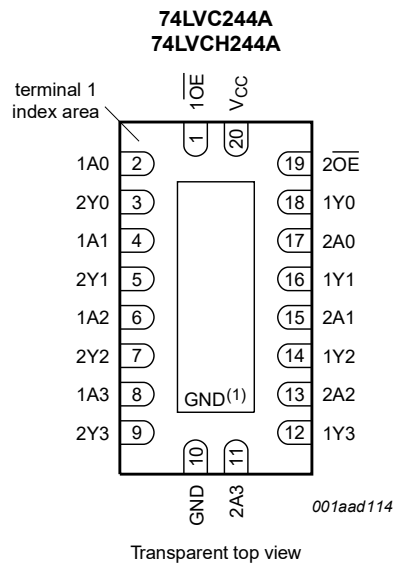 74LVC244A
74LVCH244A
terminal 1
index area
1OE
VCC
1
20
1A0 2 19 2OE
2Y0 3 18 1Y0
1A1 4 17 2A0
2Y1 5 16 1Y1
1A2 6 15 2A1
2Y2 7 14 1Y2
1A3 8 13 2A2
GND(1)
2Y3 9 12 1Y3
10
11
GND
2A3
001aad114
Transparent top view